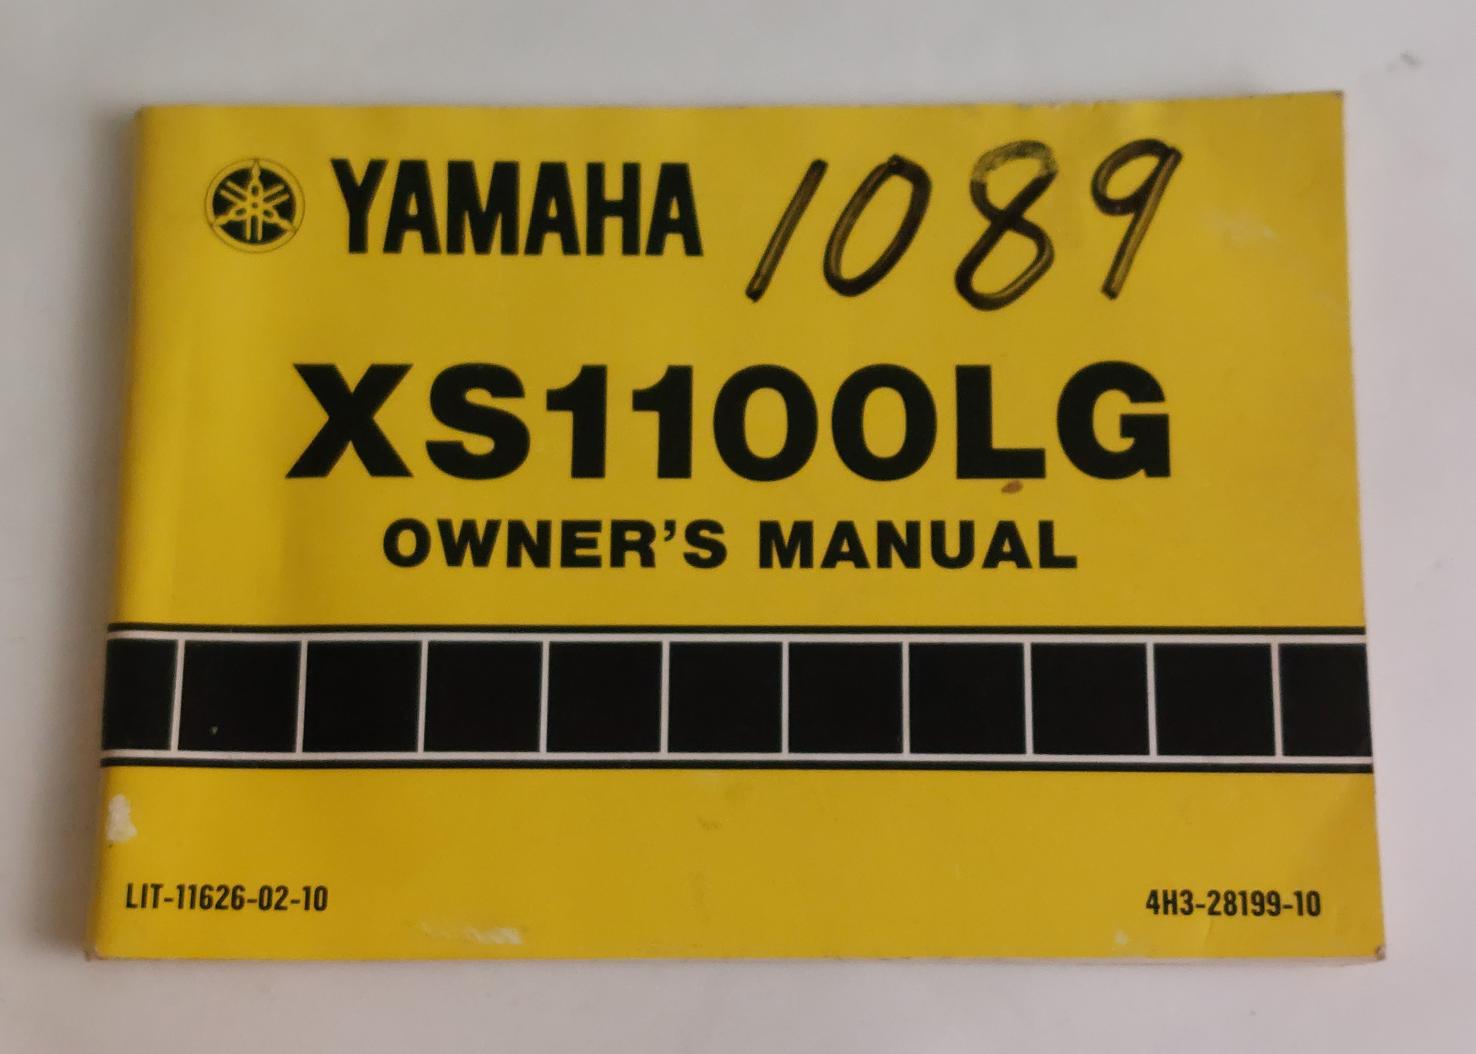 YAMAHA 1089
XS1100LG
OWNER'S MANUAL
LIT-11626-02-10 4H3-28199-10